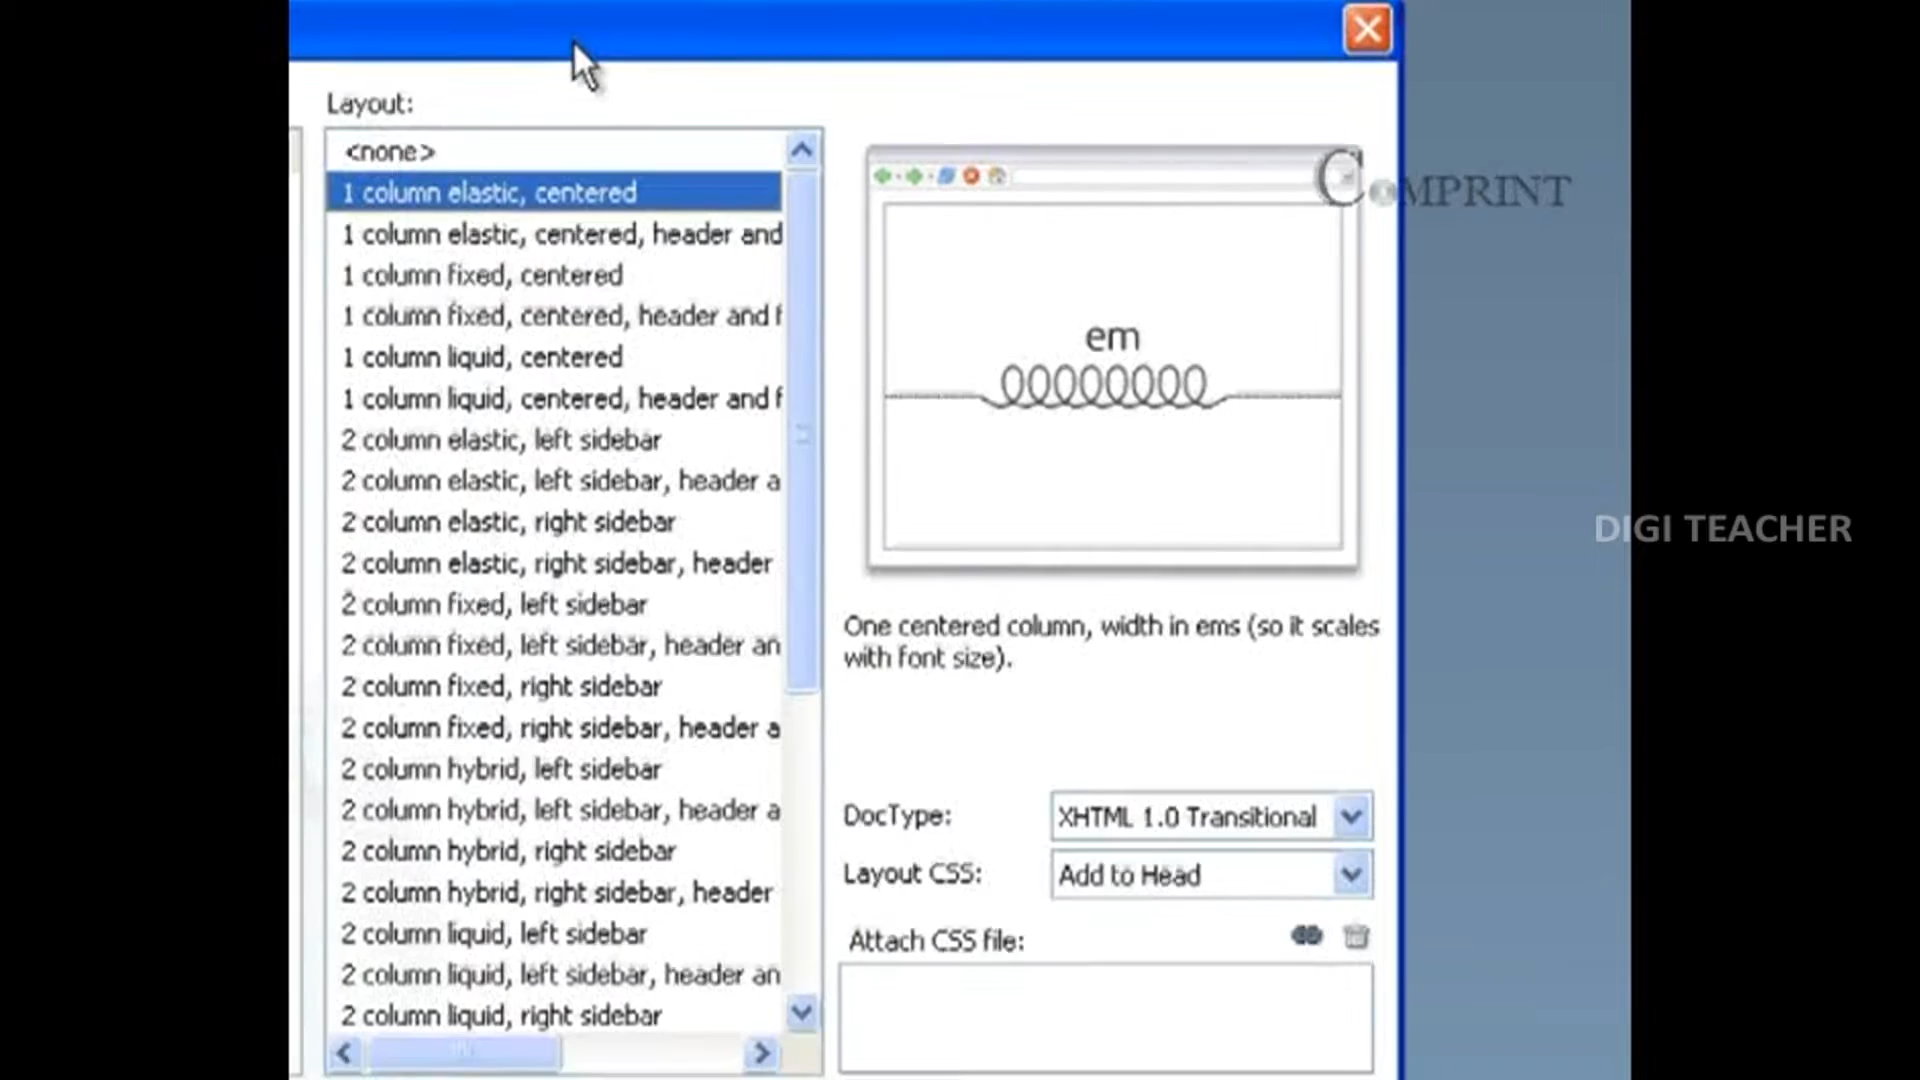 Layout:
<none>
1 column elastic, centered
1 column elastic, centered, header and
1 column fixed, centered
1 column fixed, centered, header and f
1 column liquid, centered
1 column liquid, centered, header and f
2 column elastic, left sidebar
2 column elastic, left sidebar, header a
2 column elastic, right sidebar
2 column elastic, right sidebar, header
2 column fixed, left sidebar
2 column fixed, left sidebar, header an
2 column fixed, right sidebar
2 column fixed, right sidebar, header a
2 column hybrid, left sidebar
2 column hybrid, left sidebar, header a
2 column hybrid, right sidebar
2 column hybrid, right sidebar, header
2 column liquid, left sidebar
2 column liquid, left sidebar, header an
2 column liquid, right sidebar
COMPRINT
em
One centered column, width in ems (so it scales
with font size).
DocType: XHTML 1.0 Transitional
Layout CSS: Add to Head
Attach CSS file:
DIGI TEACHER